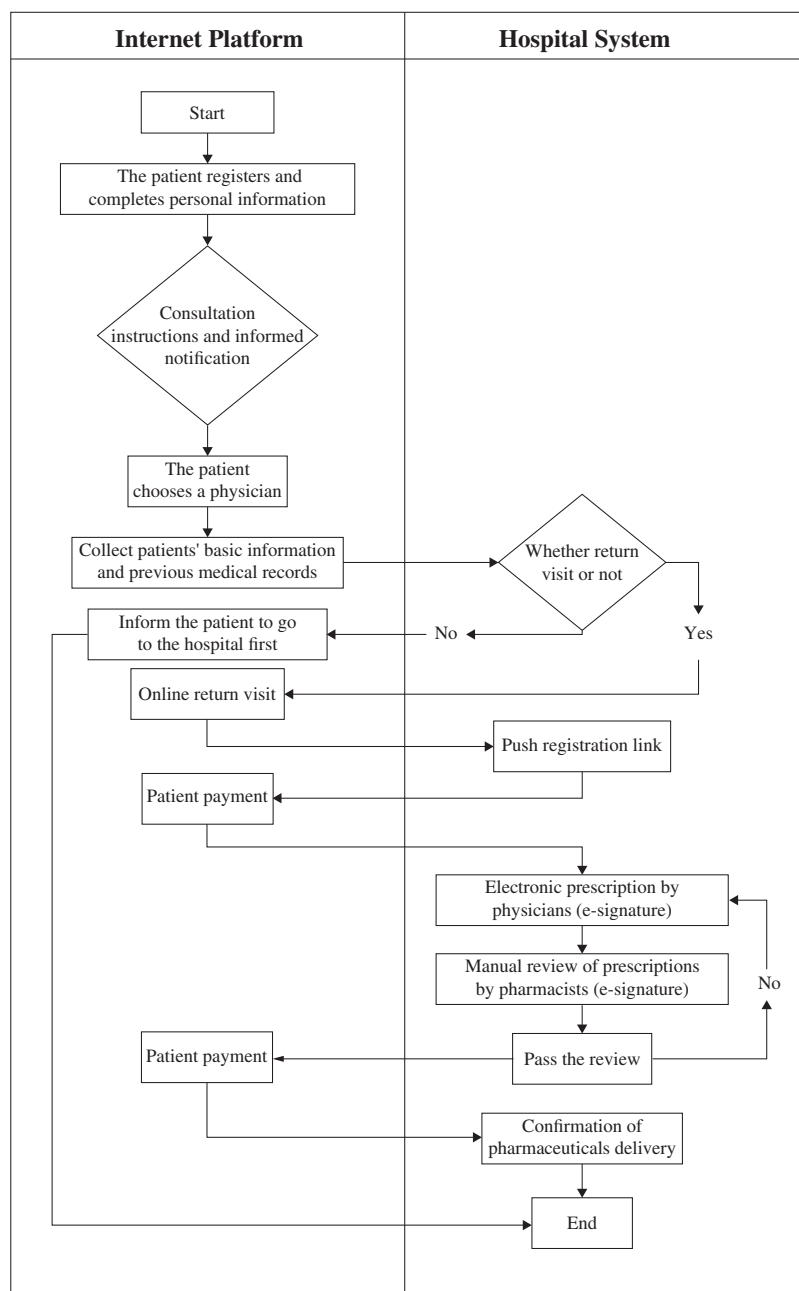 Internet Platform
Hospital System
Start
The patient registers and
completes personal information
Consultation
instructions and informed
notification
The patient
chooses a physician
Collect patients' basic information
and previous medical records
Whether return
visit or not
Inform the patient to go
to the hospital first
No
Yes
Online return visit
Push registration link
Patient payment
Electronic prescription by
physicians (e-signature)
Manual review of prescriptions
by pharmacists (e-signature)
No
Patient payment
Pass the review
Confirmation of
pharmaceuticals delivery
End